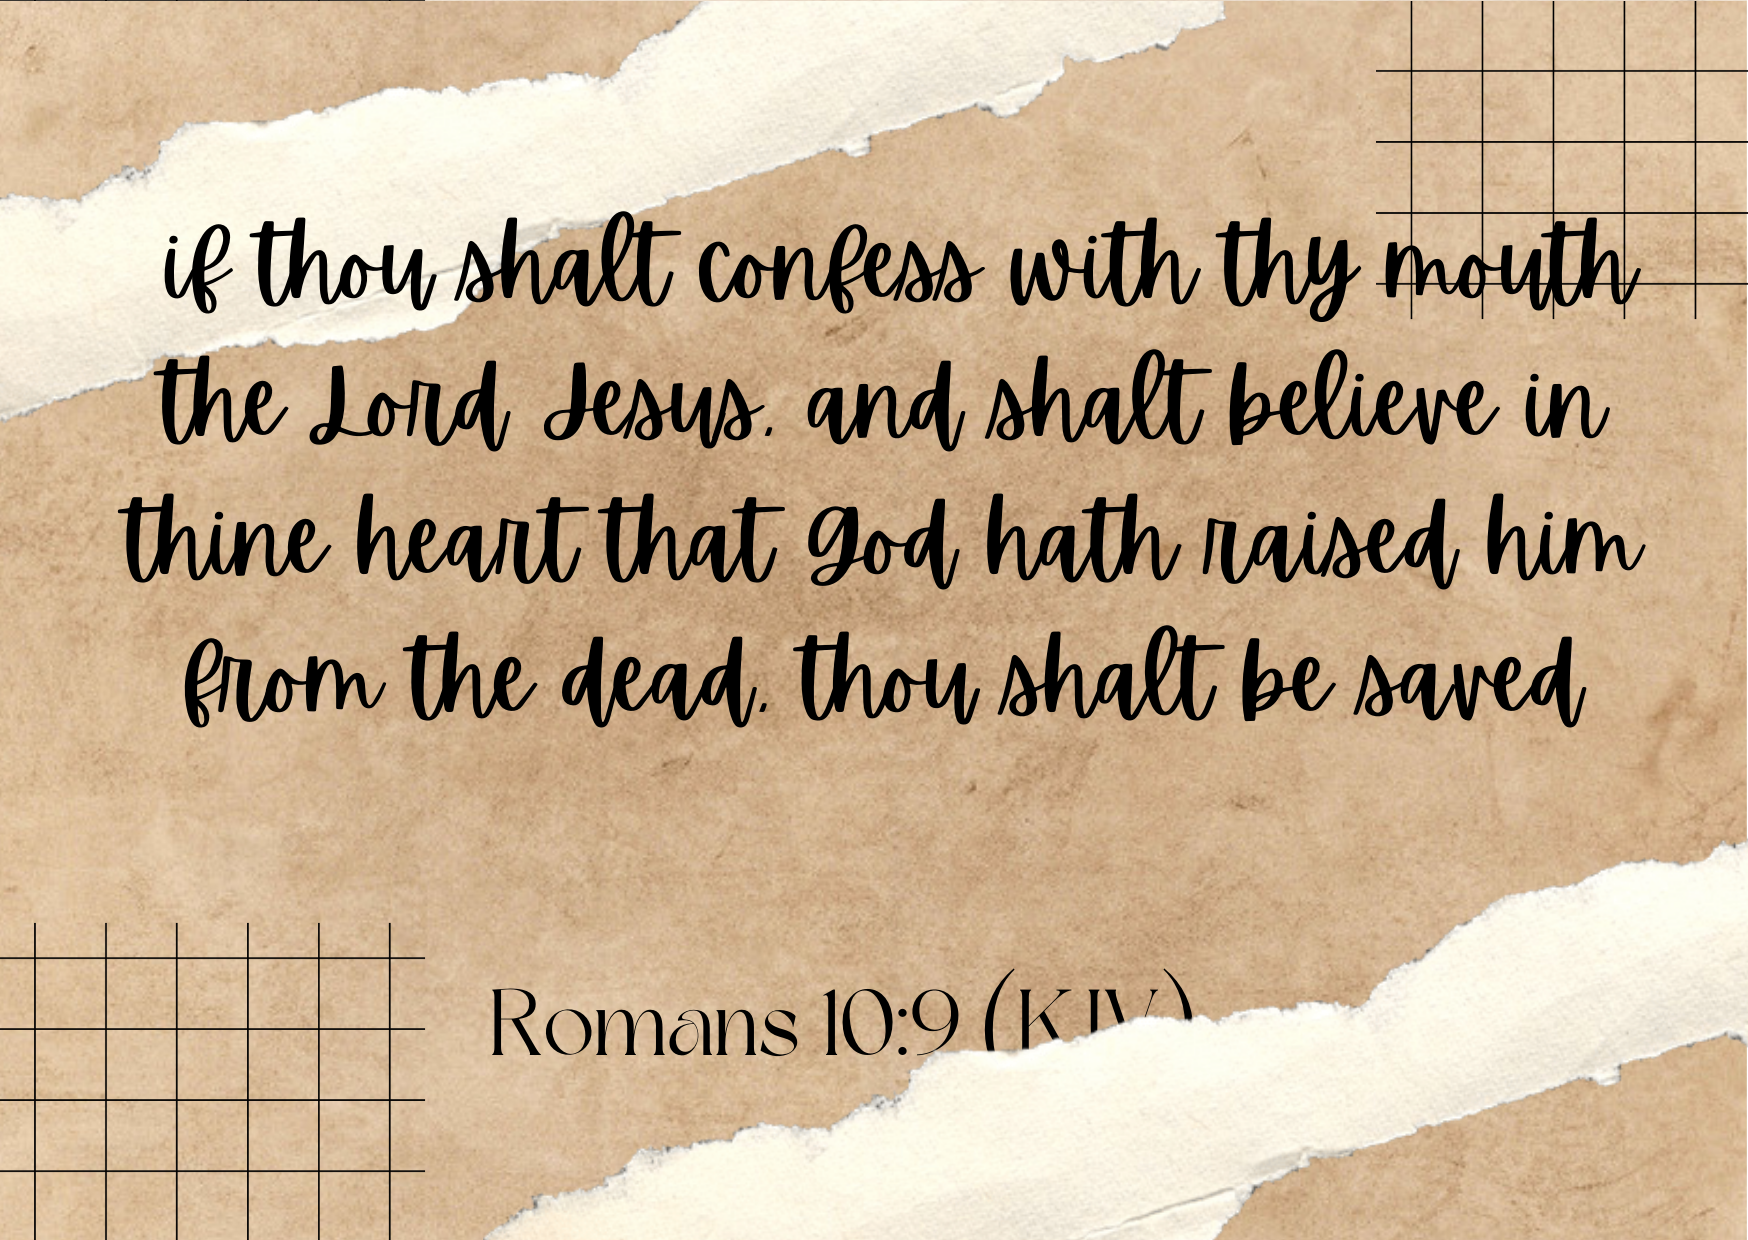 if thou shalt confess with thy mouth
the Lord Jesus, and shalt believe in
thine heart that God hath raised him
from the dead, thou shalt be saved
Romans 10:9 (KJV)